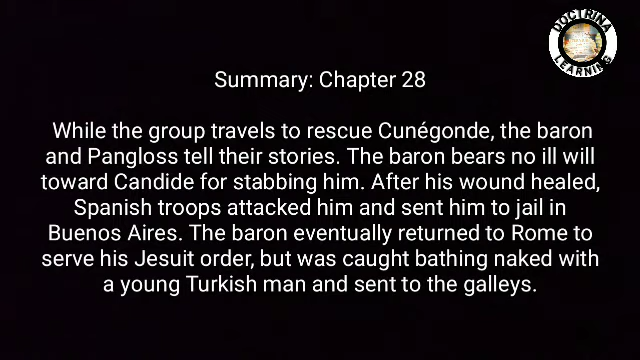 DOCTRINA
LEARNING
Summary: Chapter 28
While the group travels to rescue Cunégonde, the baron
and Pangloss tell their stories. The baron bears no ill will
toward Candide for stabbing him. After his wound healed,
Spanish troops attacked him and sent him to jail in
Buenos Aires. The baron eventually returned to Rome to
serve his Jesuit order, but was caught bathing naked with
a young Turkish man and sent to the galleys.